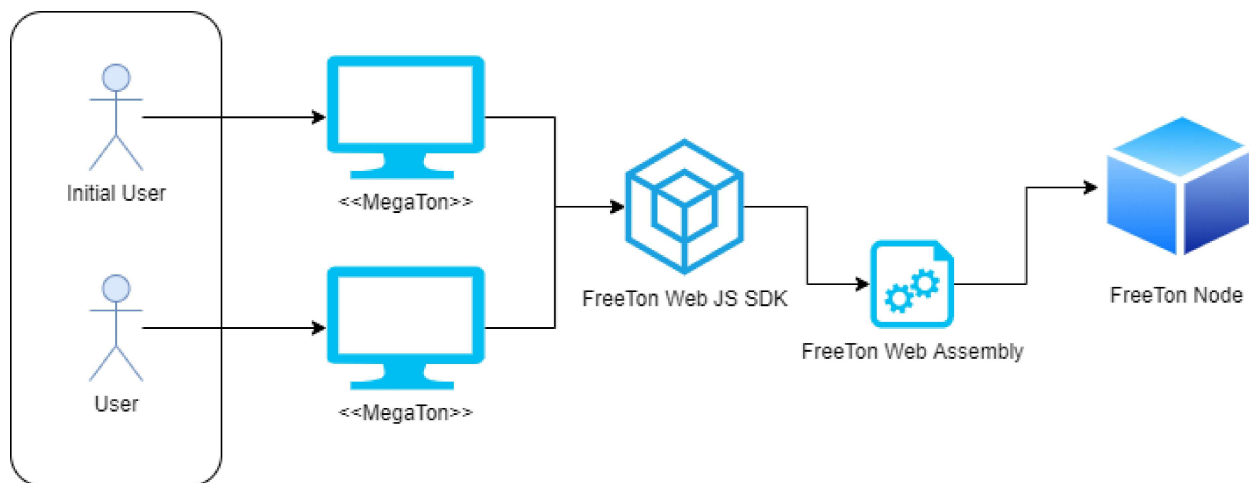 Initial User
<<MegaTon>>
User
<<MegaTon>>
FreeTon Web JS SDK
FreeTon Web Assembly
FreeTon Node